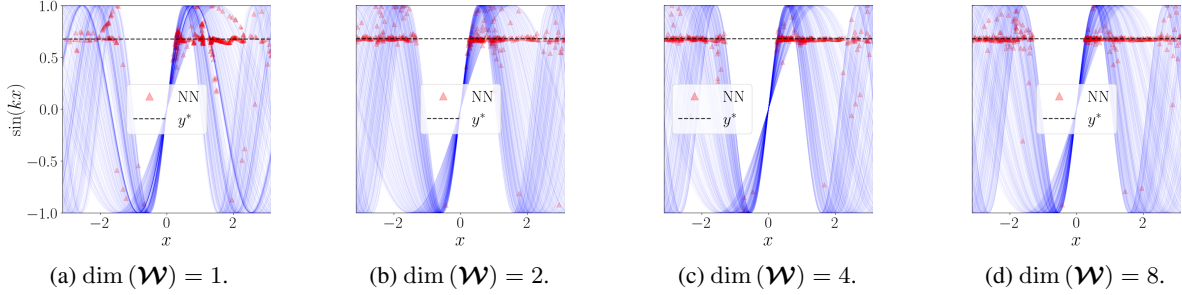 1.0
0.5
0.0
−0.5
−1.0
sin(kx)
NN
y*
−2 0 2
x
NN
y*
−2 0 2
x
NN
y*
−2 0 2
x
NN
y*
−2 0 2
x
(a) dim (𝓦) = 1.
(b) dim (𝓦) = 2.
(c) dim (𝓦) = 4.
(d) dim (𝓦) = 8.